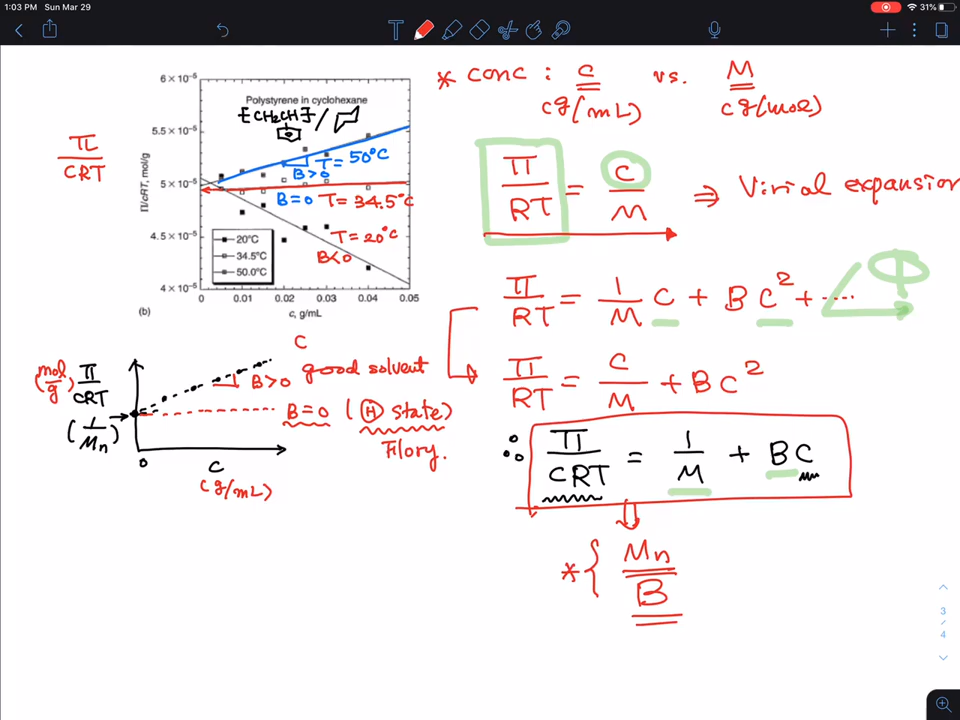 1:03 PM Sun Mar 29
31%
* conc : c vs. M
cg/mL) cg/mol)
6×10⁻⁵
5.5×10⁻⁵
5×10⁻⁵
4.5×10⁻⁵
4×10⁻⁵
Π/cRT, mol/g
Polystyrene in cyclohexane
[CH2CH]
T=50°C
B>0
B=0 T=34.5°C
T=20°C
B<0
20°C
34.5°C
50.0°C
0 0.01 0.02 0.03 0.04 0.05
(b) c, g/mL
π/CRT
π/RT = c/M ⇒ Virial expansion
π/RT = 1/M c + B c² + .... Φ
π/RT = c/M + B c²
∴ π/CRT = 1/M + B c
* { Mn
B
C
(mol/g) π/CRT
B>0 good solvent
(1/Mn)
B=0 (Ⓗ state)
Flory.
0 C
(g/mL)
3
/
4